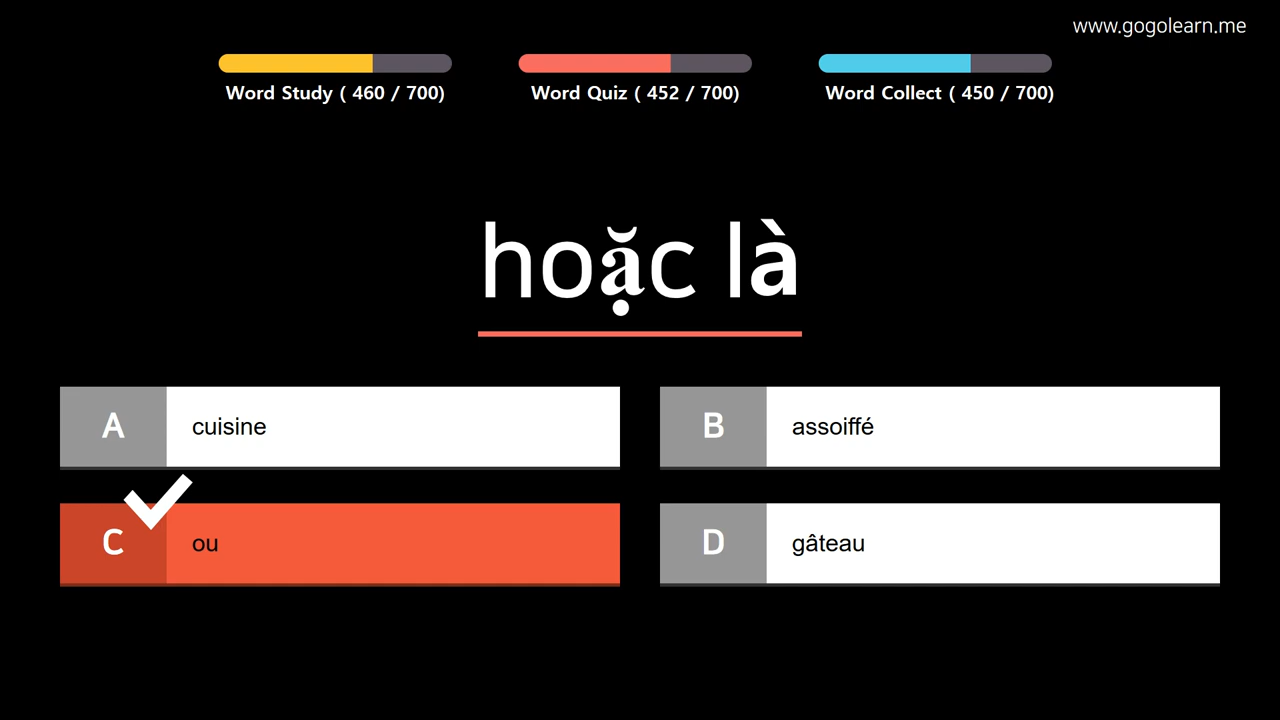 www.gogolearn.me
Word Study ( 460 / 700)
Word Quiz ( 452 / 700)
Word Collect ( 450 / 700)
hoặc là
A cuisine
B assoiffé
C ou
D gâteau